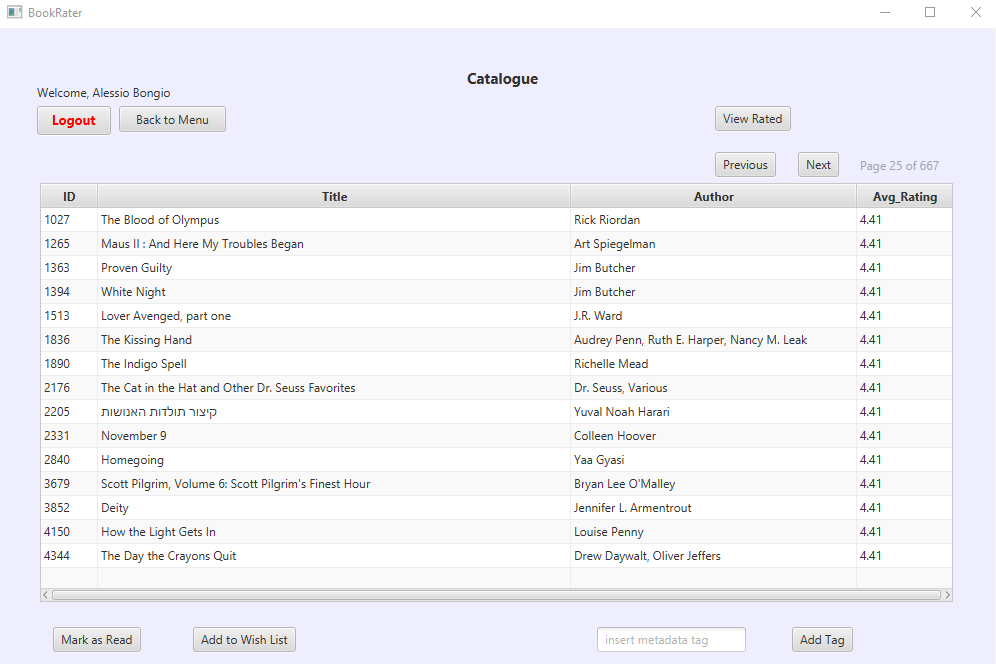 BookRater
Catalogue
Welcome, Alessio Bongio
Logout Back to Menu View Rated
Previous Next Page 25 of 667
ID Title Author Avg_Rating
1027 The Blood of Olympus Rick Riordan 4.41
1265 Maus II : And Here My Troubles Began Art Spiegelman 4.41
1363 Proven Guilty Jim Butcher 4.41
1394 White Night Jim Butcher 4.41
1513 Lover Avenged, part one J.R. Ward 4.41
1836 The Kissing Hand Audrey Penn, Ruth E. Harper, Nancy M. Leak 4.41
1890 The Indigo Spell Richelle Mead 4.41
2176 The Cat in the Hat and Other Dr. Seuss Favorites Dr. Seuss, Various 4.41
2205 קיצור תולדות האנושות Yuval Noah Harari 4.41
2331 November 9 Colleen Hoover 4.41
2840 Homegoing Yaa Gyasi 4.41
3679 Scott Pilgrim, Volume 6: Scott Pilgrim's Finest Hour Bryan Lee O'Malley 4.41
3852 Deity Jennifer L. Armentrout 4.41
4150 How the Light Gets In Louise Penny 4.41
4344 The Day the Crayons Quit Drew Daywalt, Oliver Jeffers 4.41
Mark as Read Add to Wish List insert metadata tag Add Tag